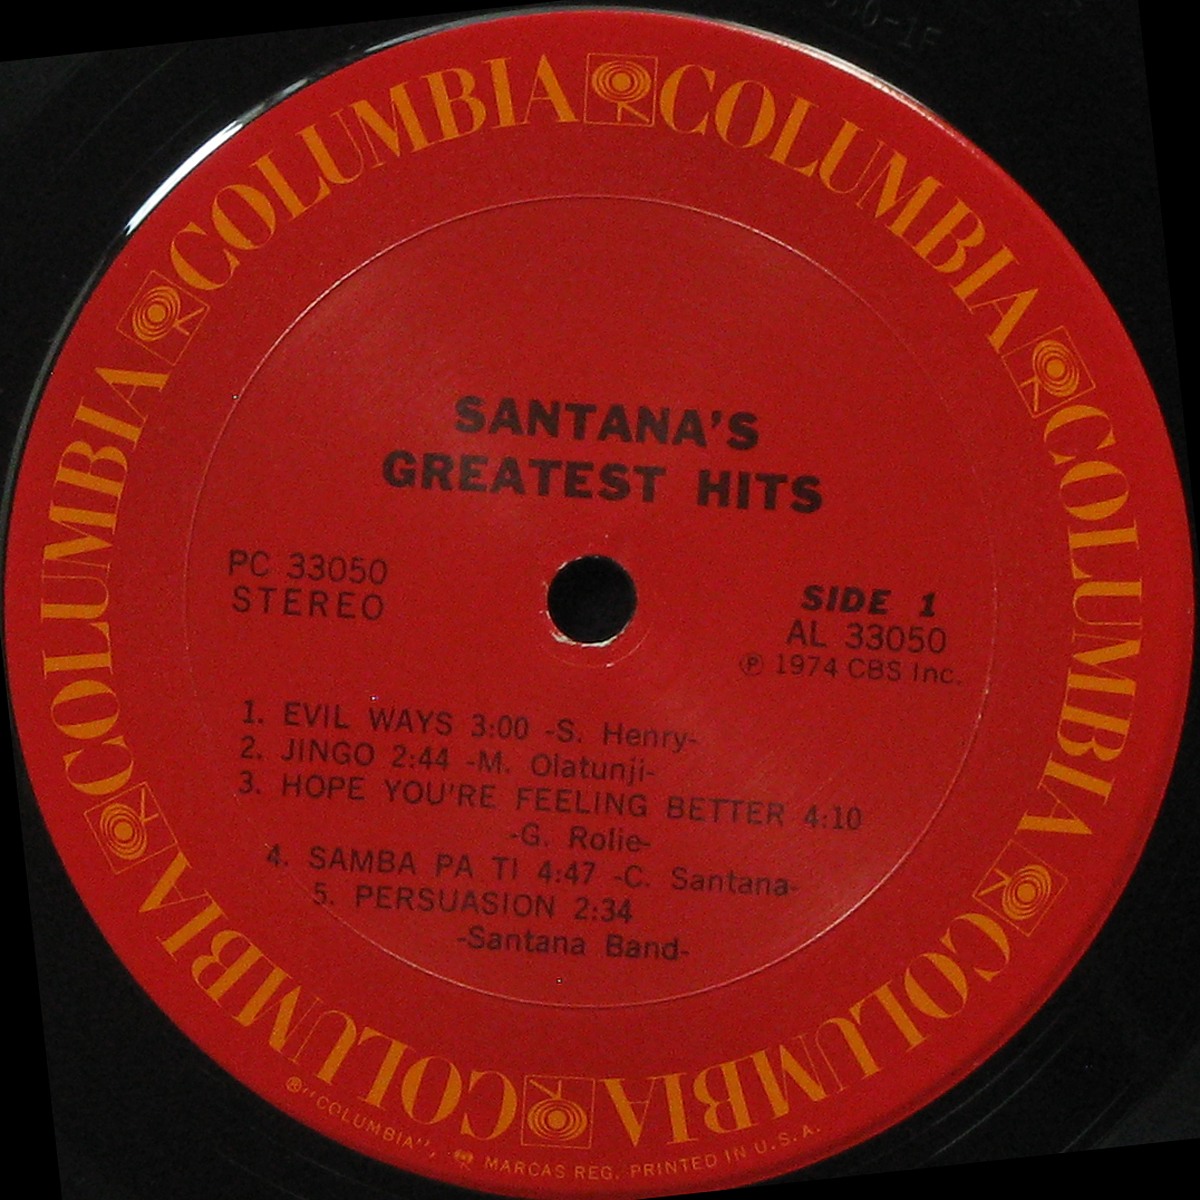 COLUMBIA COLUMBIA COLUMBIA COLUMBIA COLUMBIA COLUMBIA
SANTANA'S
GREATEST HITS
PC 33050
STEREO
SIDE 1
AL 33050
℗ 1974 CBS Inc.
1. EVIL WAYS 3:00 -S. Henry-
2. JINGO 2:44 -M. Olatunji-
3. HOPE YOU'RE FEELING BETTER 4:10
-G. Rolie-
4. SAMBA PA TI 4:47 -C. Santana-
5. PERSUASION 2:34
-Santana Band-
®"COLUMBIA", MARCAS REG. PRINTED IN U.S.A.